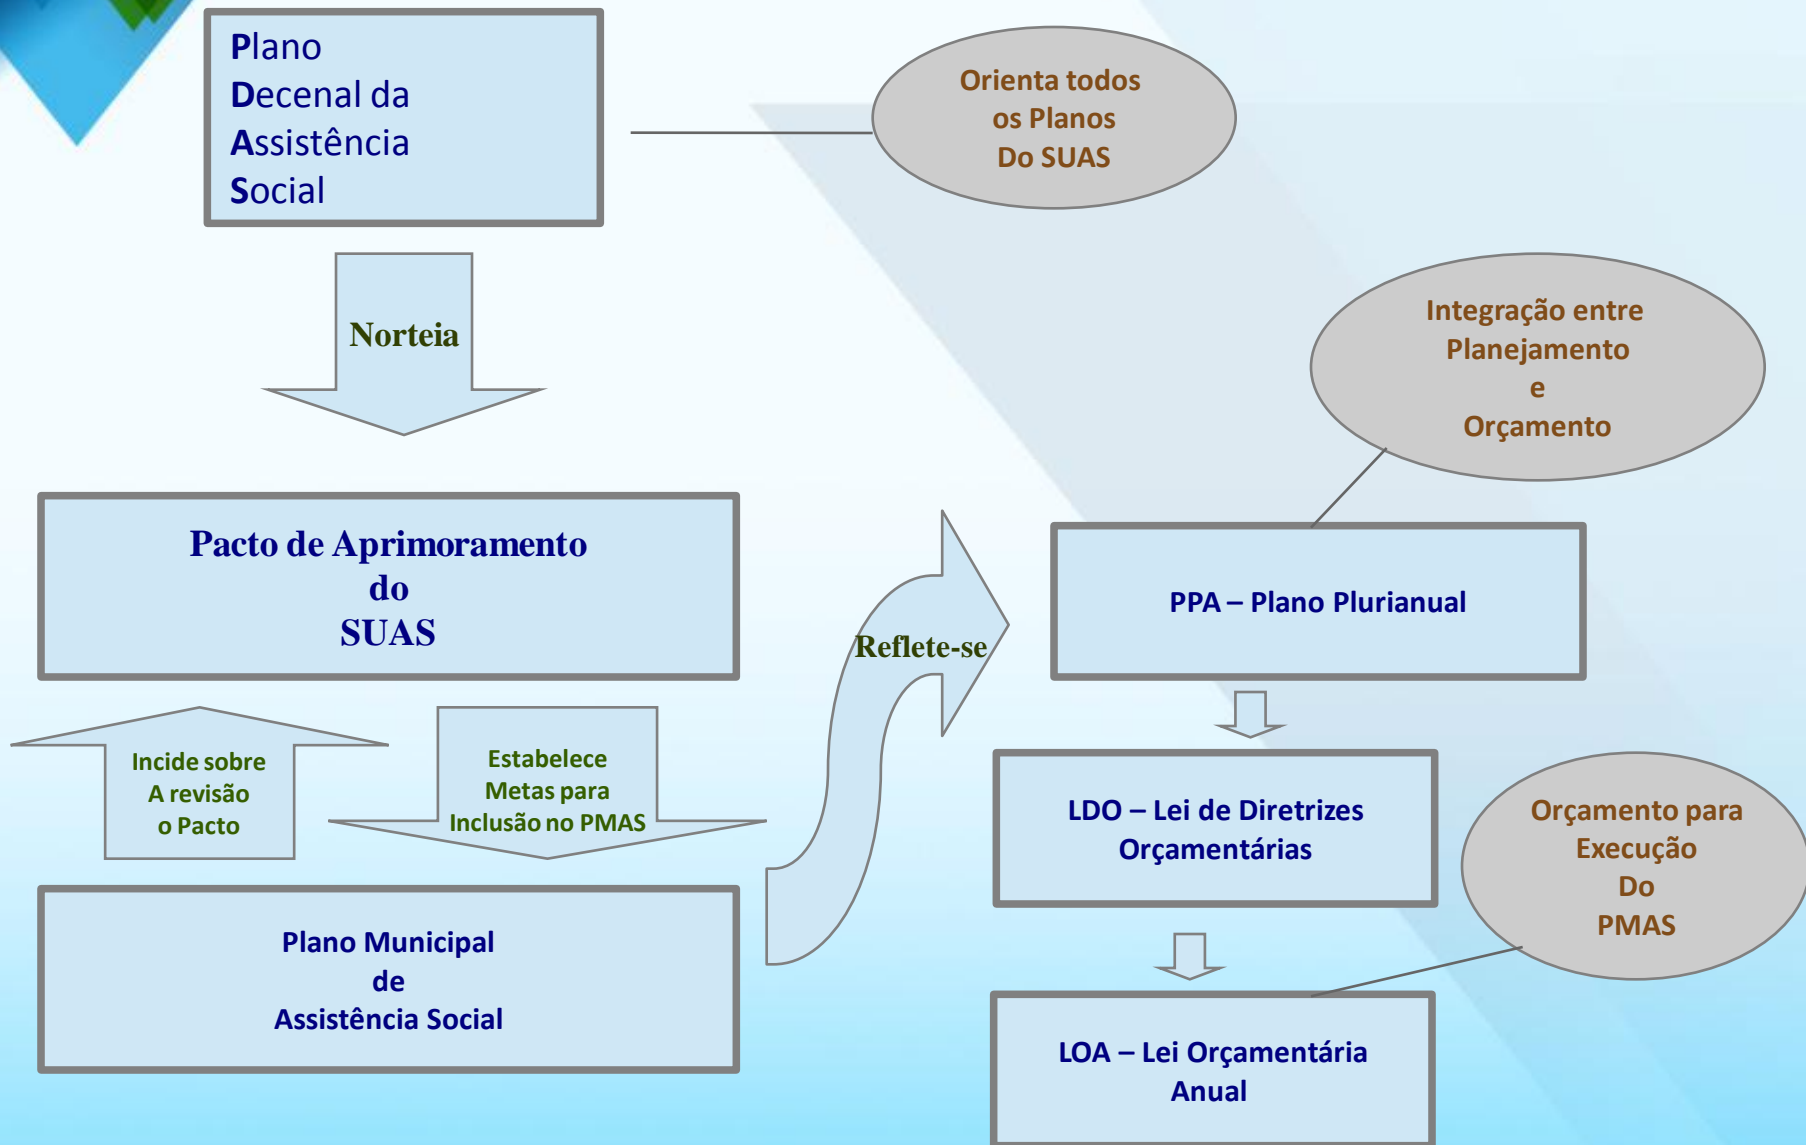 Plano
Decenal da
Assistência
Social
Orienta todos
os Planos
Do SUAS
Norteia
Integração entre
Planejamento
e
Orçamento
Pacto de Aprimoramento
do
SUAS
PPA – Plano Plurianual
Reflete-se
Incide sobre
A revisão
o Pacto
Estabelece
Metas para
Inclusão no PMAS
LDO – Lei de Diretrizes
Orçamentárias
Orçamento para
Execução
Do
PMAS
Plano Municipal
de
Assistência Social
LOA – Lei Orçamentária
Anual